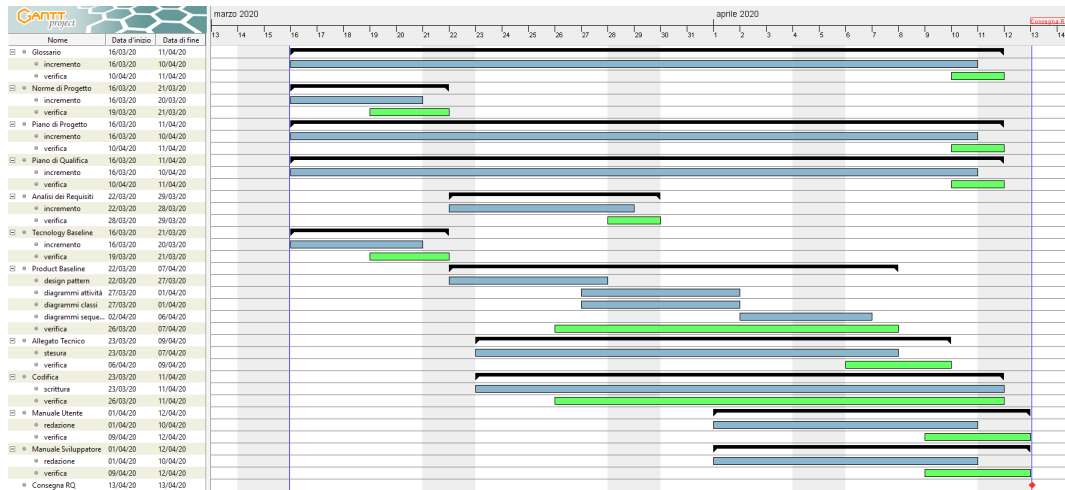 GANTT
project
marzo 2020
aprile 2020
Consegna R
Nome Data d'inizio Data di fine
13 14 15 16 17 18 19 20 21 22 23 24 25 26 27 28 29 30 31 1 2 3 4 5 6 7 8 9 10 11 12 13 14
Glossario 16/03/20 11/04/20
incremento 16/03/20 10/04/20
verifica 10/04/20 11/04/20
Norme di Progetto 16/03/20 21/03/20
incremento 16/03/20 20/03/20
verifica 19/03/20 21/03/20
Piano di Progetto 16/03/20 11/04/20
incremento 16/03/20 10/04/20
verifica 10/04/20 11/04/20
Piano di Qualifica 16/03/20 11/04/20
incremento 16/03/20 10/04/20
verifica 10/04/20 11/04/20
Analisi dei Requisiti 22/03/20 29/03/20
incremento 22/03/20 28/03/20
verifica 28/03/20 29/03/20
Tecnology Baseline 16/03/20 21/03/20
incremento 16/03/20 20/03/20
verifica 19/03/20 21/03/20
Product Baseline 22/03/20 07/04/20
design pattern 22/03/20 27/03/20
diagrammi attività 27/03/20 01/04/20
diagrammi classi 27/03/20 01/04/20
diagrammi seque... 02/04/20 06/04/20
verifica 26/03/20 07/04/20
Allegato Tecnico 23/03/20 09/04/20
stesura 23/03/20 07/04/20
verifica 06/04/20 09/04/20
Codifica 23/03/20 11/04/20
scrittura 23/03/20 11/04/20
verifica 26/03/20 11/04/20
Manuale Utente 01/04/20 12/04/20
redazione 01/04/20 10/04/20
verifica 09/04/20 12/04/20
Manuale Sviluppatore 01/04/20 12/04/20
redazione 01/04/20 10/04/20
verifica 09/04/20 12/04/20
Consegna RQ 13/04/20 13/04/20